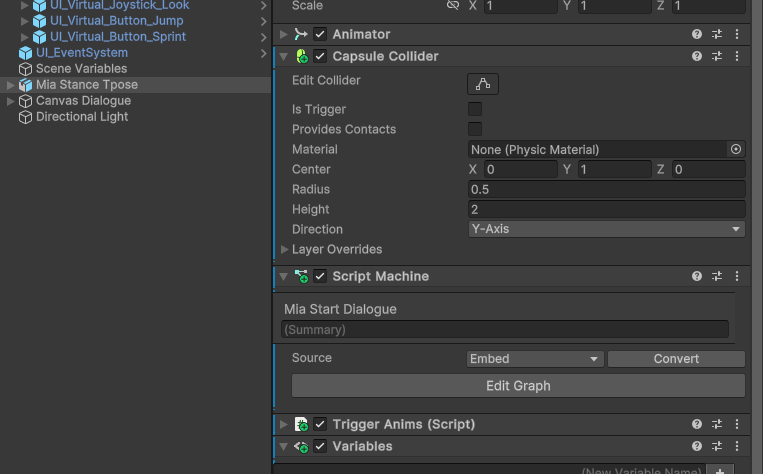 UI_Virtual_Joystick_Look
UI_Virtual_Button_Jump
UI_Virtual_Button_Sprint
UI_EventSystem
Scene Variables
Mia Stance Tpose
Canvas Dialogue
Directional Light
Scale X 1 Y 1 Z 1
Animator
Capsule Collider
Edit Collider
Is Trigger
Provides Contacts
Material None (Physic Material)
Center X 0 Y 1 Z 0
Radius 0.5
Height 2
Direction Y-Axis
Layer Overrides
Script Machine
Mia Start Dialogue
(Summary)
Source Embed Convert
Edit Graph
Trigger Anims (Script)
Variables
(New Variable Name)